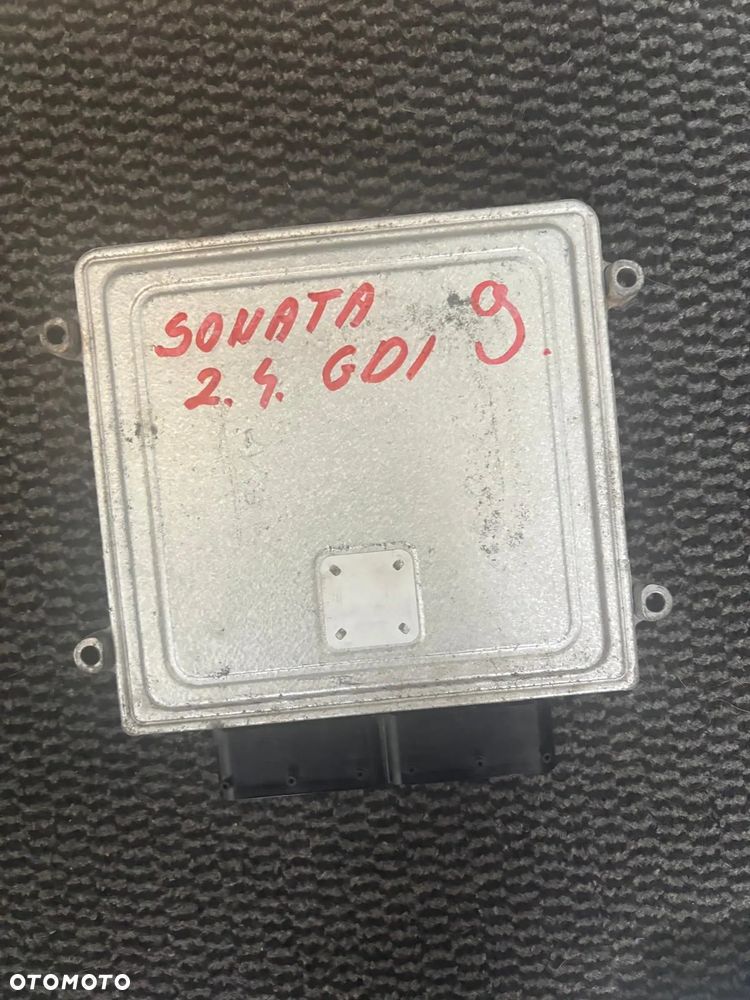 SONATA 9.
2.4. GDI
OTOMOTO